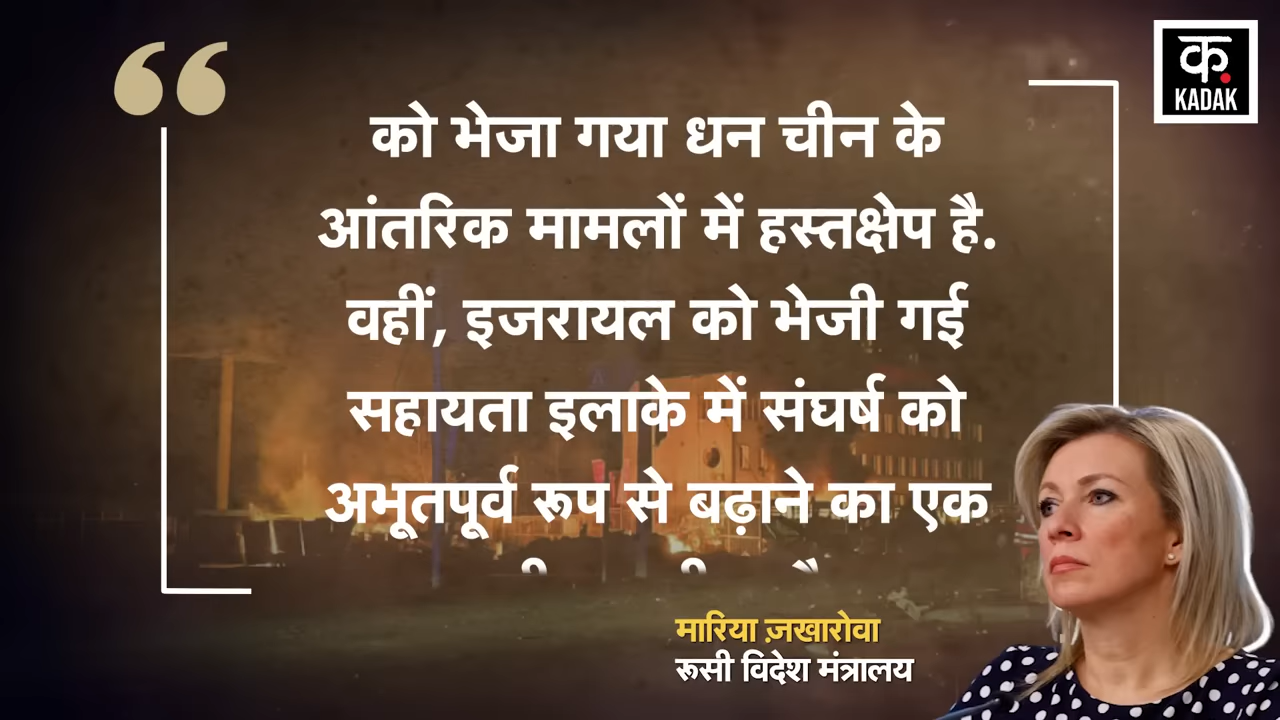 क
KADAK
को भेजा गया धन चीन के
आंतरिक मामलों में हस्तक्षेप है.
वहीं, इजरायल को भेजी गई
सहायता इलाके में संघर्ष को
अभूतपूर्व रूप से बढ़ाने का एक
मारिया ज़खारोवा
रूसी विदेश मंत्रालय